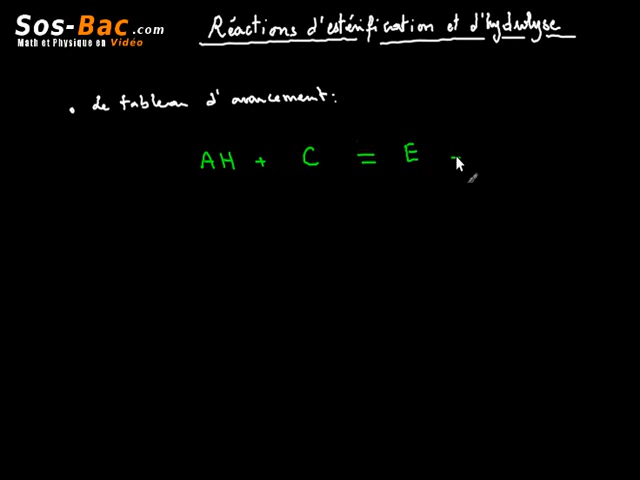 Sos-Bac.com
Math et Physique en Vidéo
Réactions d'estérification et d'hydrolyse
• Le tableau d'avancement :
AH + C = E +